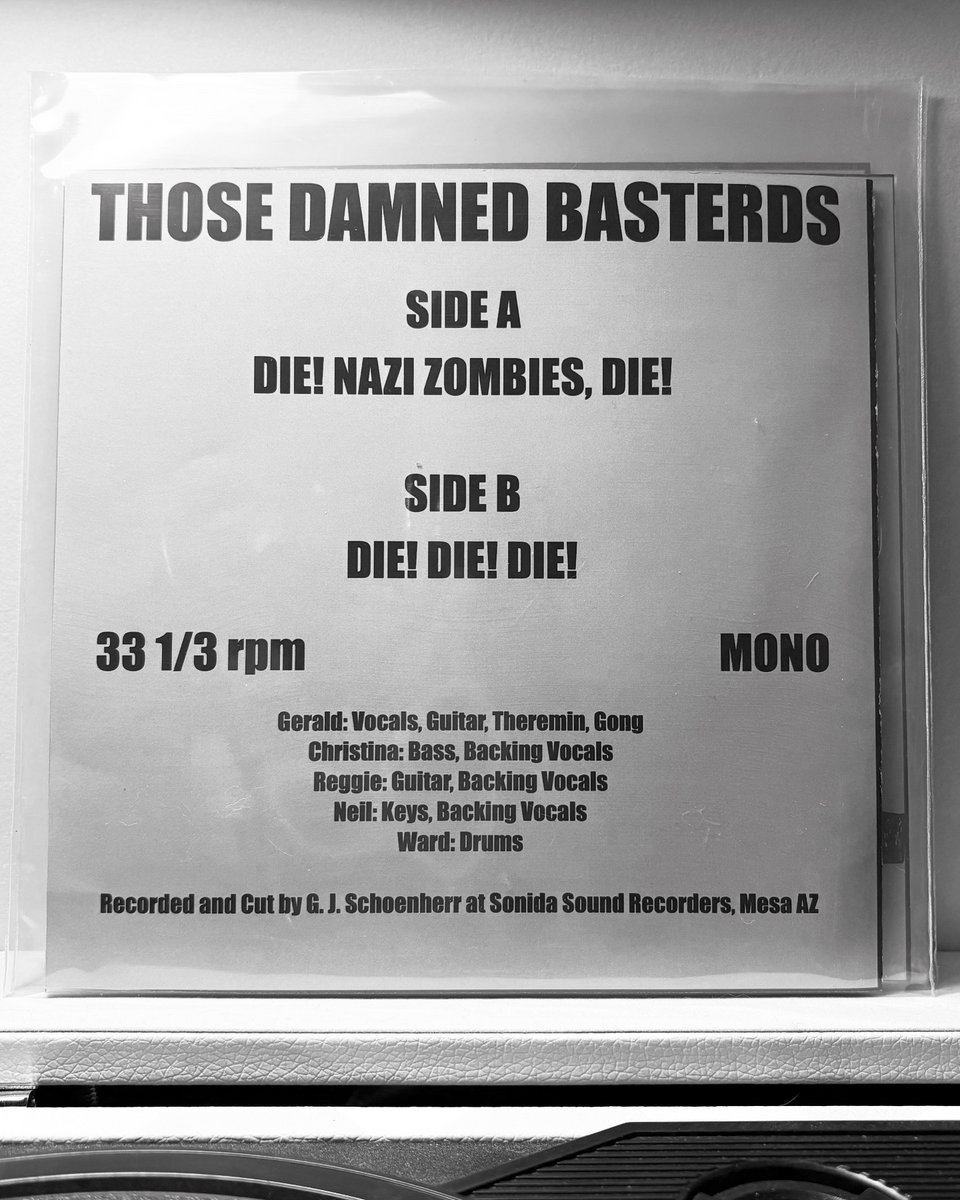 THOSE DAMNED BASTERDS
SIDE A
DIE! NAZI ZOMBIES, DIE!
SIDE B
DIE! DIE! DIE!
33 1/3 rpm MONO
Gerald: Vocals, Guitar, Theremin, Gong
Christina: Bass, Backing Vocals
Reggie: Guitar, Backing Vocals
Neil: Keys, Backing Vocals
Ward: Drums
Recorded and Cut by G. J. Schoenherr at Sonida Sound Recorders, Mesa AZ